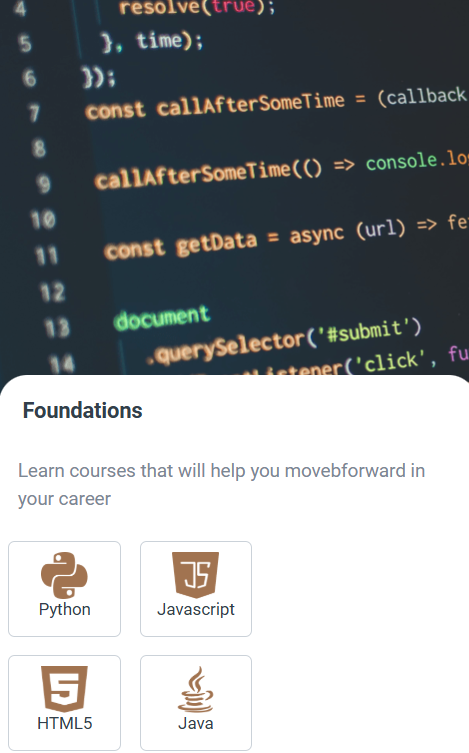 4 resolve(true);
5 }, time);
6 });
7 const callAfterSomeTime = (callback
8
9 callAfterSomeTime(() => console.lo
10
11 const getData = async (url) => fe
12
13 document
14 .querySelector('#submit')
('click', fu
Foundations
Learn courses that will help you movebforward in
your career
JS
Python Javascript
5
HTML5 Java